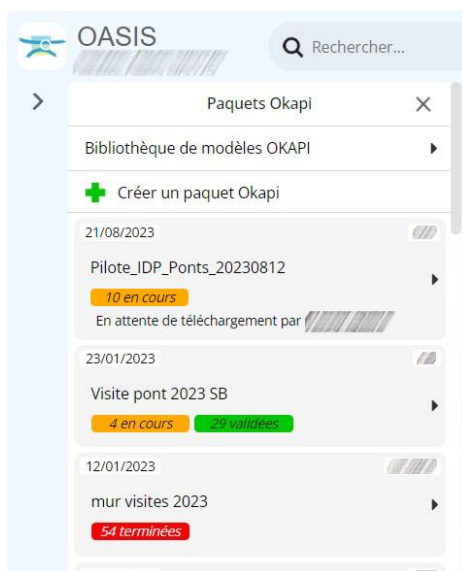 OASIS
Rechercher...
Paquets Okapi
Bibliothèque de modèles OKAPI
Créer un paquet Okapi
21/08/2023
Pilote_IDP_Ponts_20230812
10 en cours
En attente de téléchargement par
23/01/2023
Visite pont 2023 SB
4 en cours 29 validées
12/01/2023
mur visites 2023
54 terminées